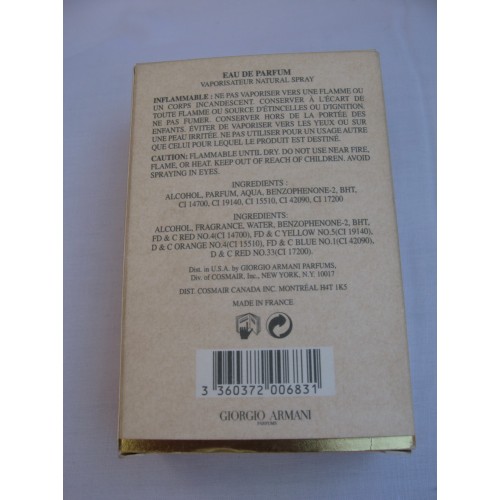 EAU DE PARFUM
VAPORISATEUR NATURAL SPRAY
INFLAMMABLE : NE PAS VAPORISER VERS UNE FLAMME OU
UN CORPS INCANDESCENT. CONSERVER À L'ÉCART DE
TOUTE FLAMME OU SOURCE D'ÉTINCELLES OU D'IGNITION.
NE PAS FUMER. CONSERVER HORS DE LA PORTÉE DES
ENFANTS. ÉVITER DE VAPORISER VERS LES YEUX OU SUR
UNE PEAU IRRITÉE. NE PAS UTILISER POUR UN USAGE AUTRE
QUE CELUI POUR LEQUEL LE PRODUIT EST DESTINÉ.
CAUTION: FLAMMABLE UNTIL DRY. DO NOT USE NEAR FIRE,
FLAME, OR HEAT. KEEP OUT OF REACH OF CHILDREN. AVOID
SPRAYING IN EYES.
INGREDIENTS :
ALCOHOL, PARFUM, AQUA, BENZOPHENONE-2, BHT,
CI 14700, CI 19140, CI 15510, CI 42090, CI 17200
INGREDIENTS :
ALCOHOL, FRAGRANCE, WATER, BENZOPHENONE-2, BHT,
FD & C RED NO.4(CI 14700), FD & C YELLOW NO.5(CI 19140),
D & C ORANGE NO.4(CI 15510), FD & C BLUE NO.1(CI 42090),
D & C RED NO.33(CI 17200).
Dist. in U.S.A. by GIORGIO ARMANI PARFUMS,
Div. of COSMAIR, Inc., NEW YORK, N.Y. 10017
DIST. COSMAIR CANADA INC. MONTRÉAL H4T 1K5
MADE IN FRANCE
3 360372 006831
GIORGIO ARMANI
PARFUMS